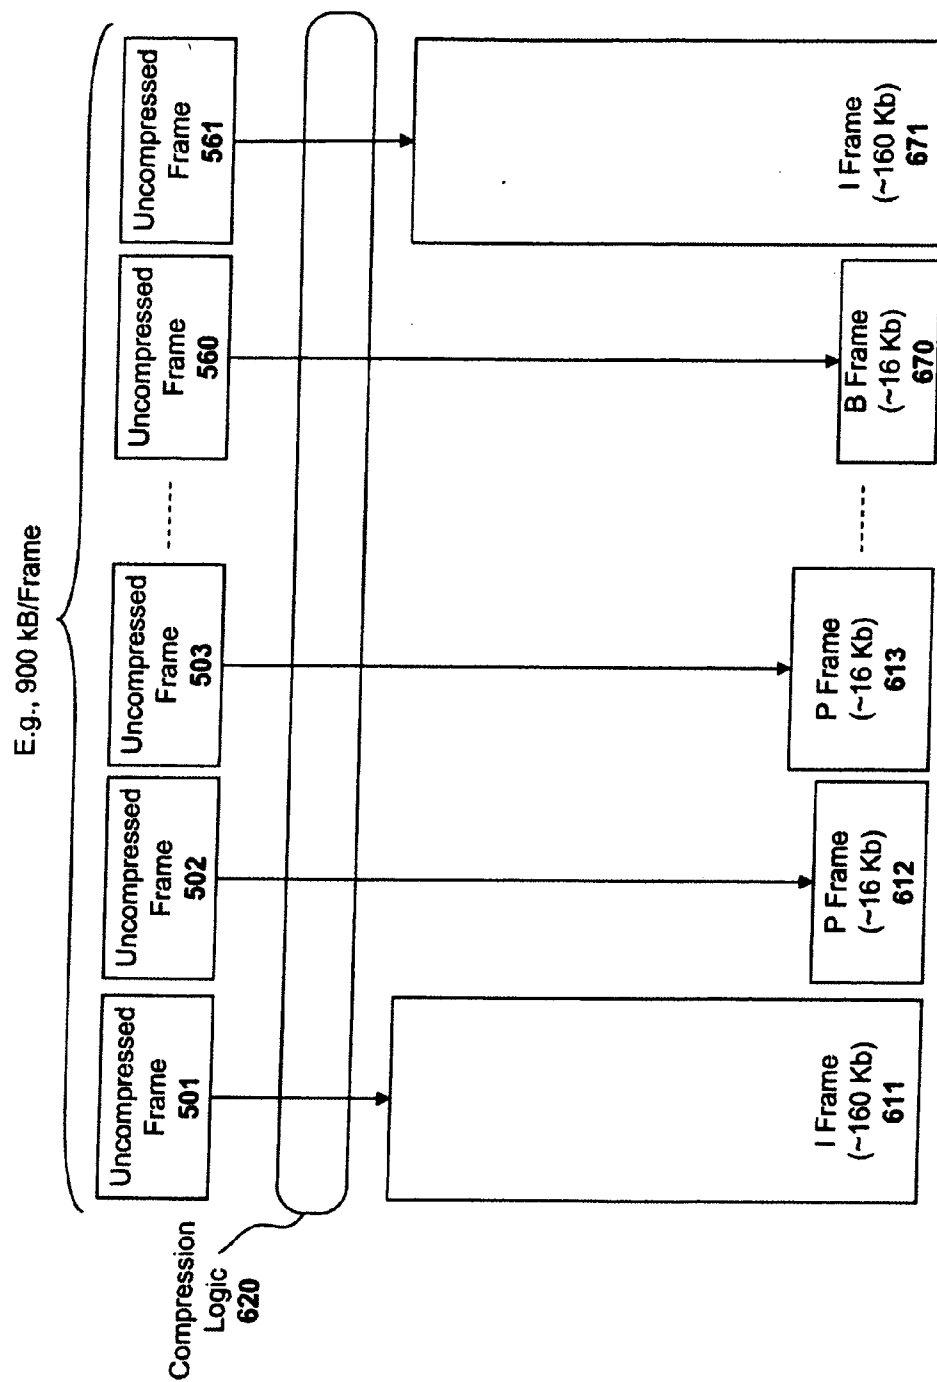 E.g., 900 kB/Frame
Uncompressed
Frame
501
Uncompressed
Frame
502
Uncompressed
Frame
503
------
Uncompressed
Frame
560
Uncompressed
Frame
561
Compression
Logic
620
I Frame
(~160 Kb)
611
P Frame
(~16 Kb)
612
P Frame
(~16 Kb)
613
------
B Frame
(~16 Kb)
670
I Frame
(~160 Kb)
671